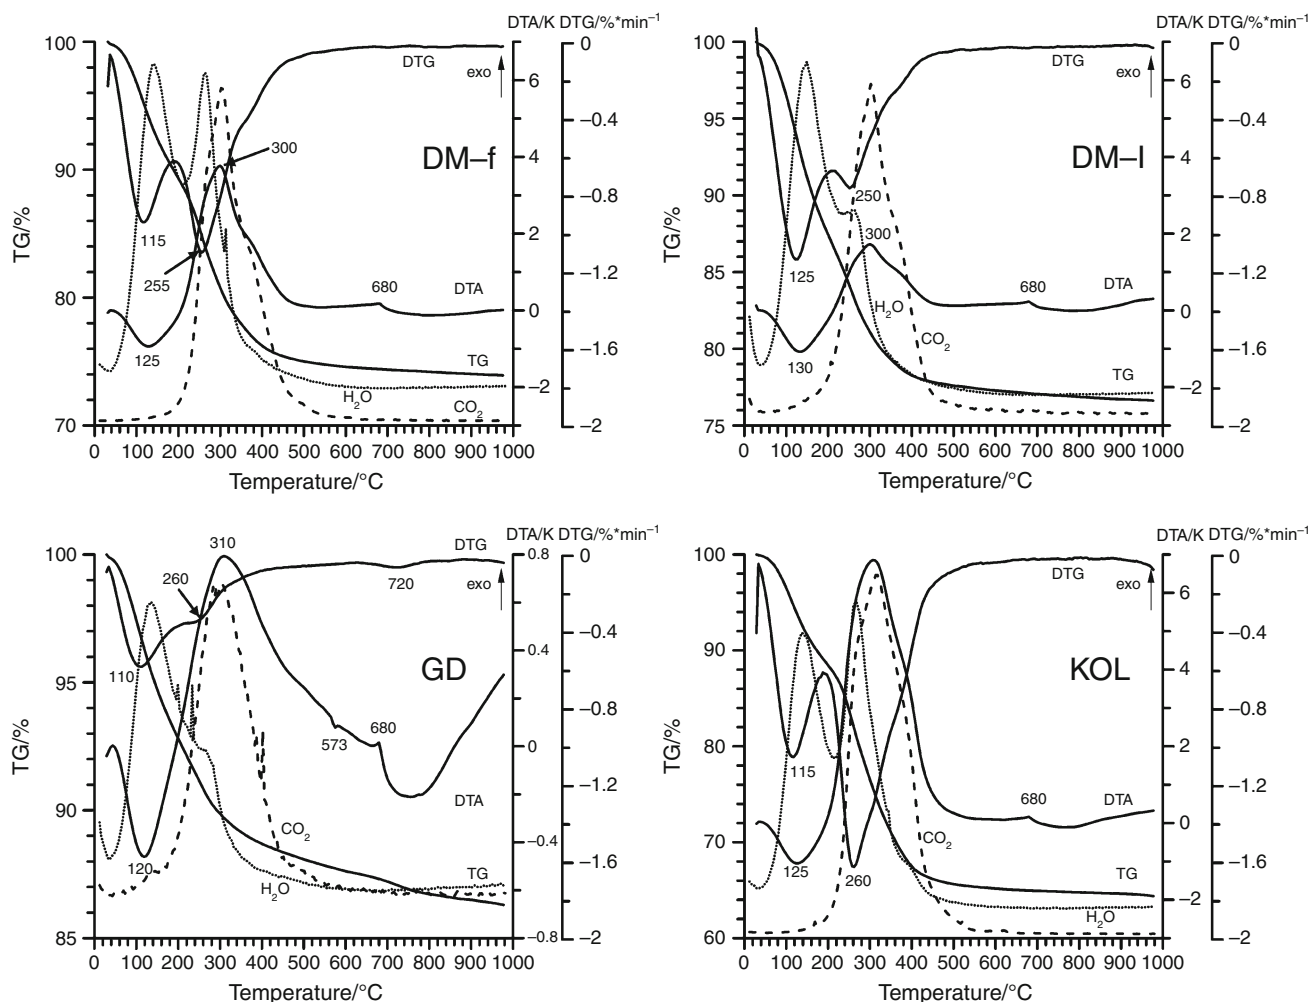 DTA/K DTG/%*min⁻¹
100
90
80
70
TG/%
6
4
2
0
−2
0
−0.4
−0.8
−1.2
−1.6
−2
DTG
exo
DM–f
300
115
255
125
680
DTA
TG
H₂O
CO₂
0 100 200 300 400 500 600 700 800 900 1000
Temperature/°C
DTA/K DTG/%*min⁻¹
100
95
90
85
80
75
TG/%
6
4
2
0
−2
0
−0.4
−0.8
−1.2
−1.6
−2
DTG
exo
DM–I
250
300
125
130
680
DTA
H₂O
CO₂
TG
0 100 200 300 400 500 600 700 800 900 1000
Temperature/°C
DTA/K DTG/%*min⁻¹
100
95
90
85
TG/%
0.8
0.4
0
−0.4
−0.8
0
−0.4
−0.8
−1.2
−1.6
−2
310
DTG
260
720
exo
GD
110
573
680
DTA
120
CO₂
TG
H₂O
0 100 200 300 400 500 600 700 800 900 1000
Temperature/°C
DTA/K DTG/%*min⁻¹
100
90
80
70
60
TG/%
6
4
2
0
−2
0
−0.4
−0.8
−1.2
−1.6
−2
DTG
exo
KOL
115
680
DTA
125
260
CO₂
TG
H₂O
0 100 200 300 400 500 600 700 800 900 1000
Temperature/°C